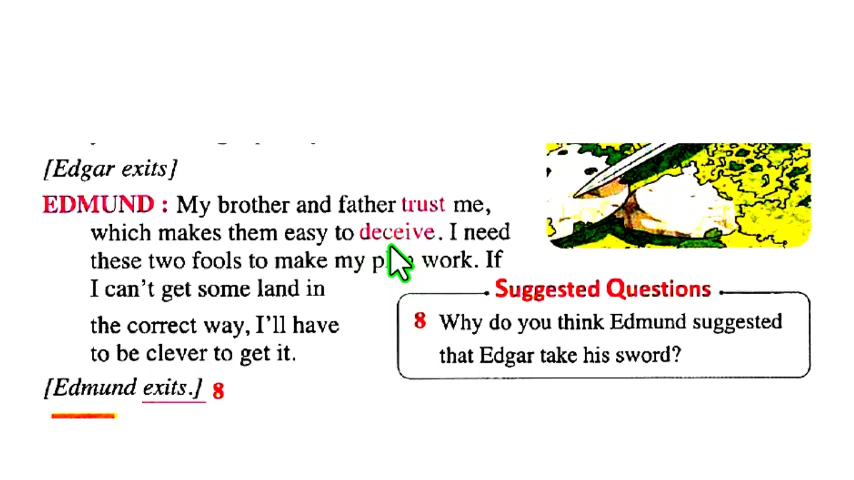 [Edgar exits]
EDMUND : My brother and father trust me,
which makes them easy to deceive. I need
these two fools to make my work. If
I can't get some land in
the correct way, I'll have
to be clever to get it.
[Edmund exits.] 8
Suggested Questions
8 Why do you think Edmund suggested
that Edgar take his sword?